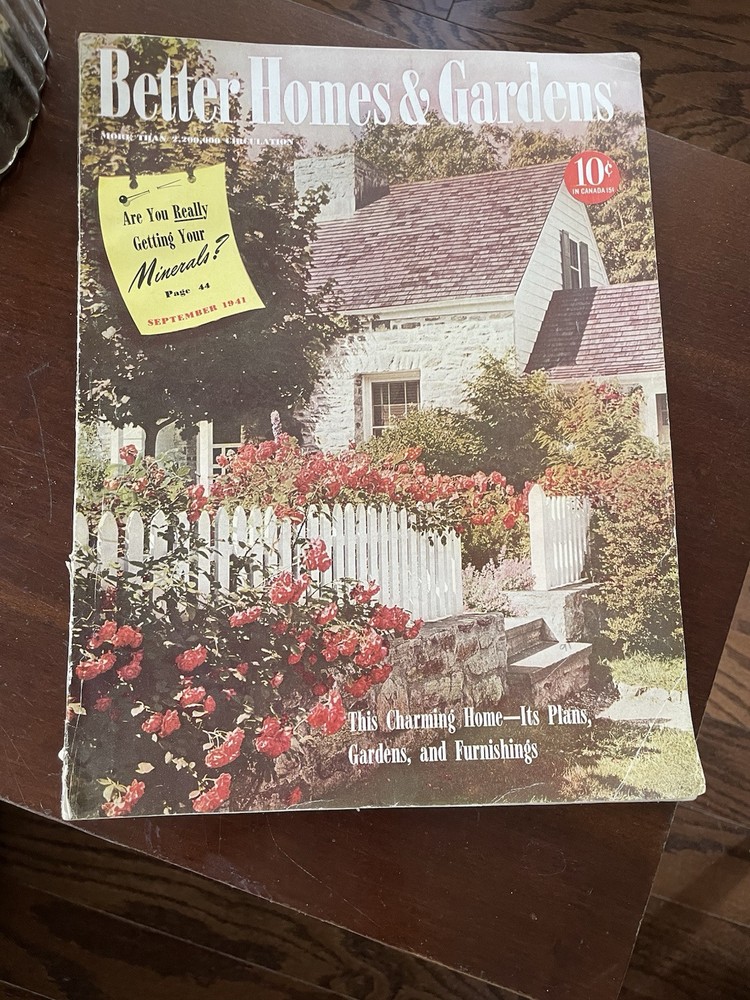 Better Homes & Gardens
MORE THAN 2,200,000 CIRCULATION
10¢
IN CANADA 15¢
Are You Really
Getting Your
Minerals?
Page 44
SEPTEMBER 1941
This Charming Home—Its Plans,
Gardens, and Furnishings